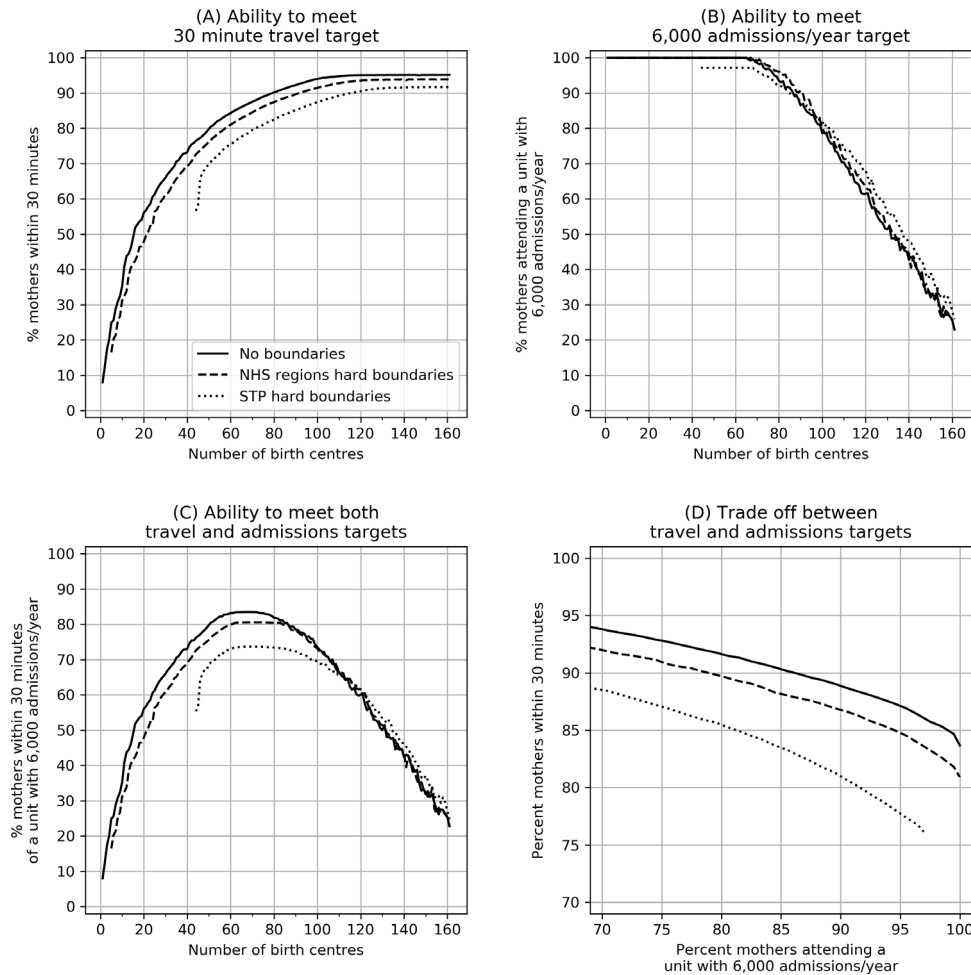 (A) Ability to meet
30 minute travel target
% mothers within 30 minutes
100
90
80
70
60
50
40
30
20
10
0
No boundaries
NHS regions hard boundaries
STP hard boundaries
0 20 40 60 80 100 120 140 160
Number of birth centres
(B) Ability to meet
6,000 admissions/year target
% mothers attending a unit with
6,000 admissions/year
100
90
80
70
60
50
40
30
20
10
0
0 20 40 60 80 100 120 140 160
Number of birth centres
(C) Ability to meet both
travel and admissions targets
% mothers within 30 minutes
of a unit with 6,000 admissions/year
100
90
80
70
60
50
40
30
20
10
0
0 20 40 60 80 100 120 140 160
Number of birth centres
(D) Trade off between
travel and admissions targets
Percent mothers within 30 minutes
100
95
90
85
80
75
70
70 75 80 85 90 95 100
Percent mothers attending a
unit with 6,000 admissions/year